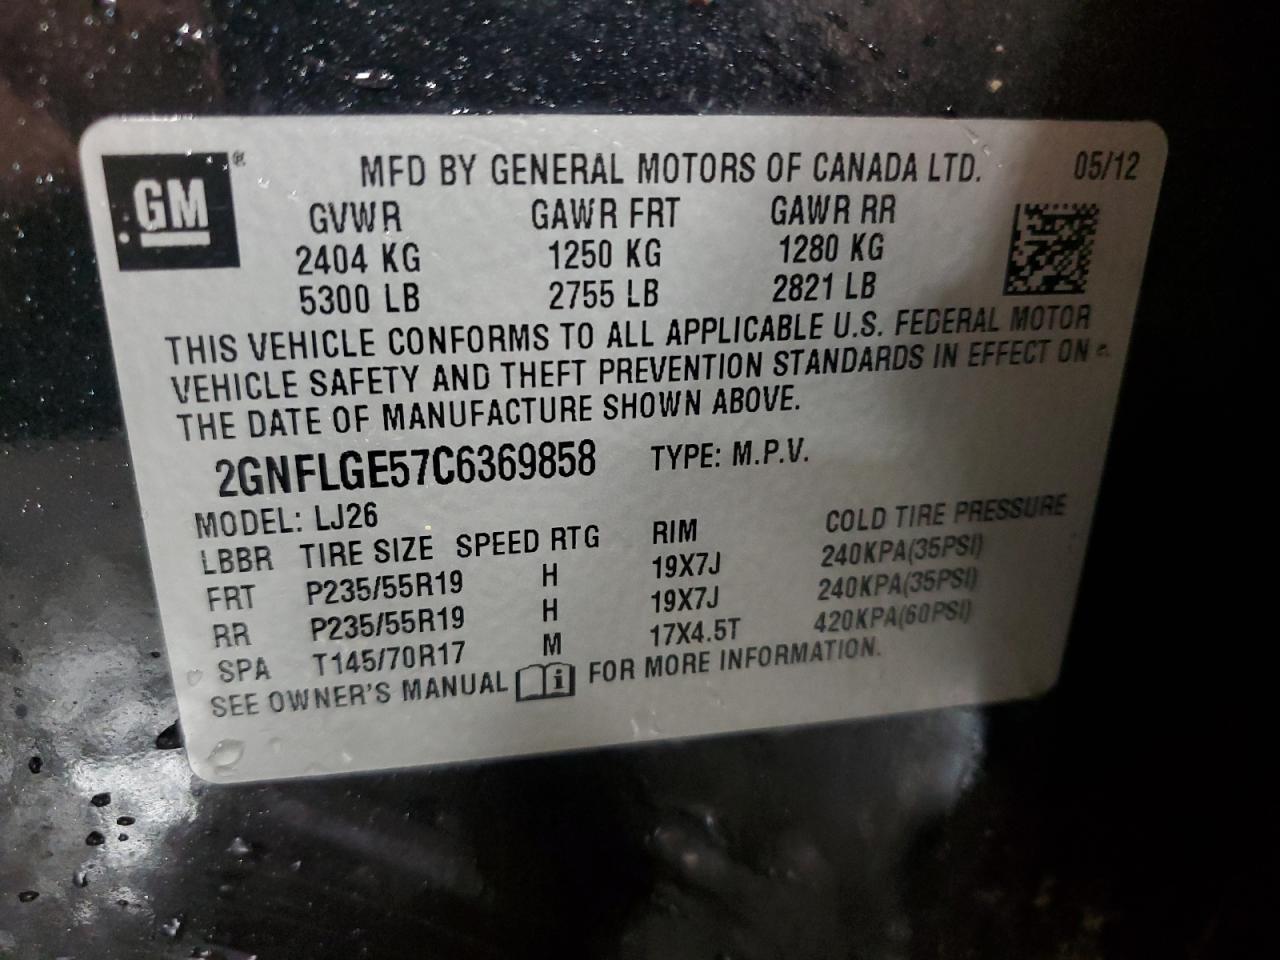 GM ® MFD BY GENERAL MOTORS OF CANADA LTD. 05/12
GVWR GAWR FRT GAWR RR
2404 KG 1250 KG 1280 KG
5300 LB 2755 LB 2821 LB
THIS VEHICLE CONFORMS TO ALL APPLICABLE U.S. FEDERAL MOTOR
VEHICLE SAFETY AND THEFT PREVENTION STANDARDS IN EFFECT ON
THE DATE OF MANUFACTURE SHOWN ABOVE.
2GNFLGE57C6369858 TYPE: M.P.V.
MODEL: LJ26
LBBR TIRE SIZE SPEED RTG RIM COLD TIRE PRESSURE
FRT P235/55R19 H 19X7J 240KPA(35PSI)
RR P235/55R19 H 19X7J 240KPA(35PSI)
SPA T145/70R17 M 17X4.5T 420KPA(60PSI)
SEE OWNER'S MANUAL i FOR MORE INFORMATION.